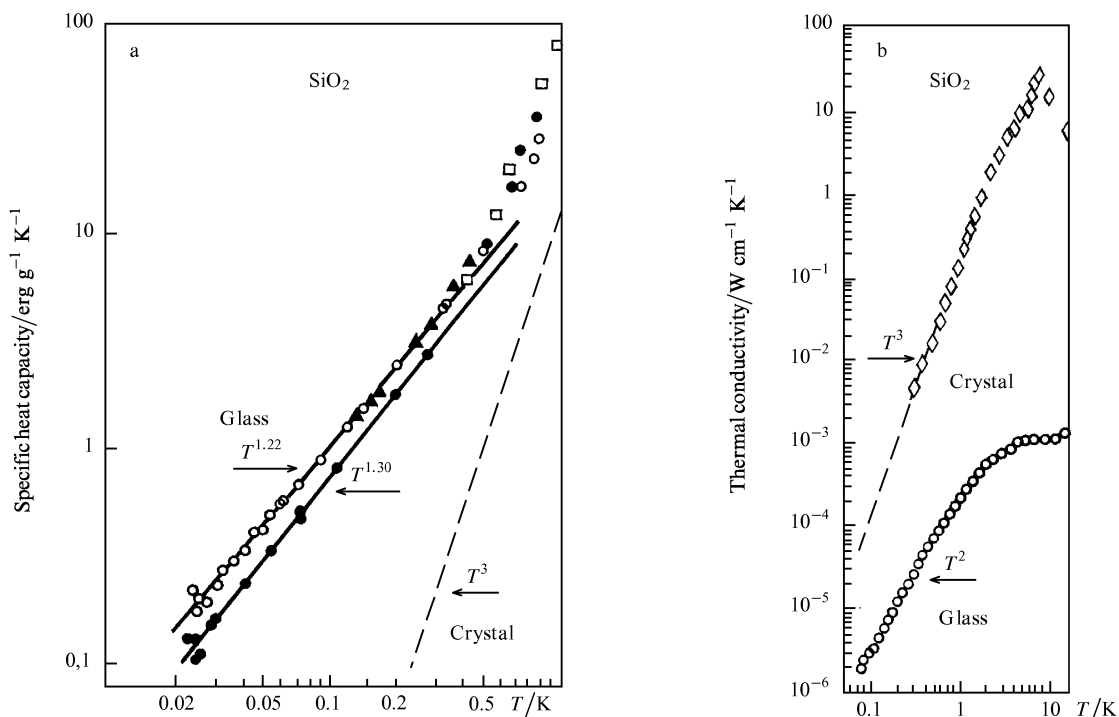 100
a
SiO₂
10
1
0,1
Specific heat capacity/erg g⁻¹ K⁻¹
Glass
T¹·²²
T¹·³⁰
T³
Crystal
0.02
0.05
0.1
0.2
0.5
T/K
100
b
SiO₂
10
1
10⁻¹
10⁻²
10⁻³
10⁻⁴
10⁻⁵
10⁻⁶
Thermal conductivity/W cm⁻¹ K⁻¹
T³
Crystal
T²
Glass
0.1
1
10
T/K